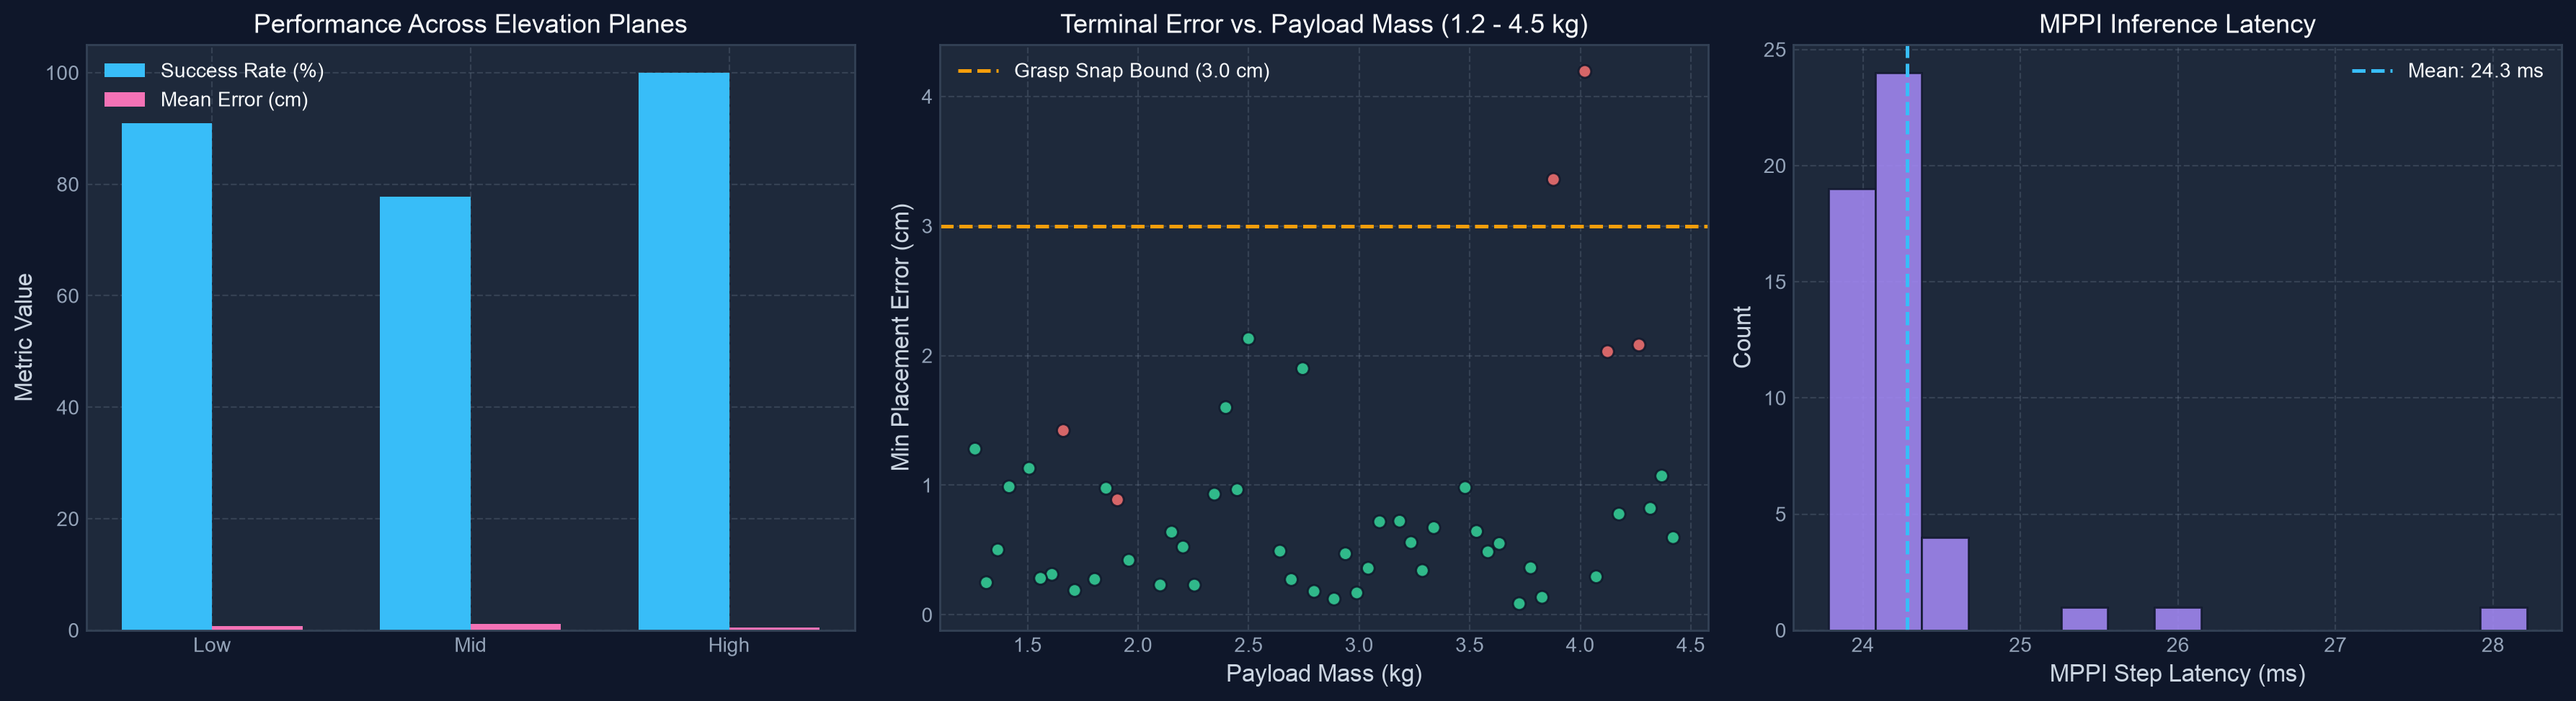 Performance Across Elevation Planes
Success Rate (%)
Mean Error (cm)
Metric Value
100
80
60
40
20
0
Low Mid High
Terminal Error vs. Payload Mass (1.2 - 4.5 kg)
Grasp Snap Bound (3.0 cm)
Min Placement Error (cm)
4
3
2
1
0
1.5 2.0 2.5 3.0 3.5 4.0 4.5
Payload Mass (kg)
MPPI Inference Latency
Mean: 24.3 ms
Count
25
20
15
10
5
0
24 25 26 27 28
MPPI Step Latency (ms)